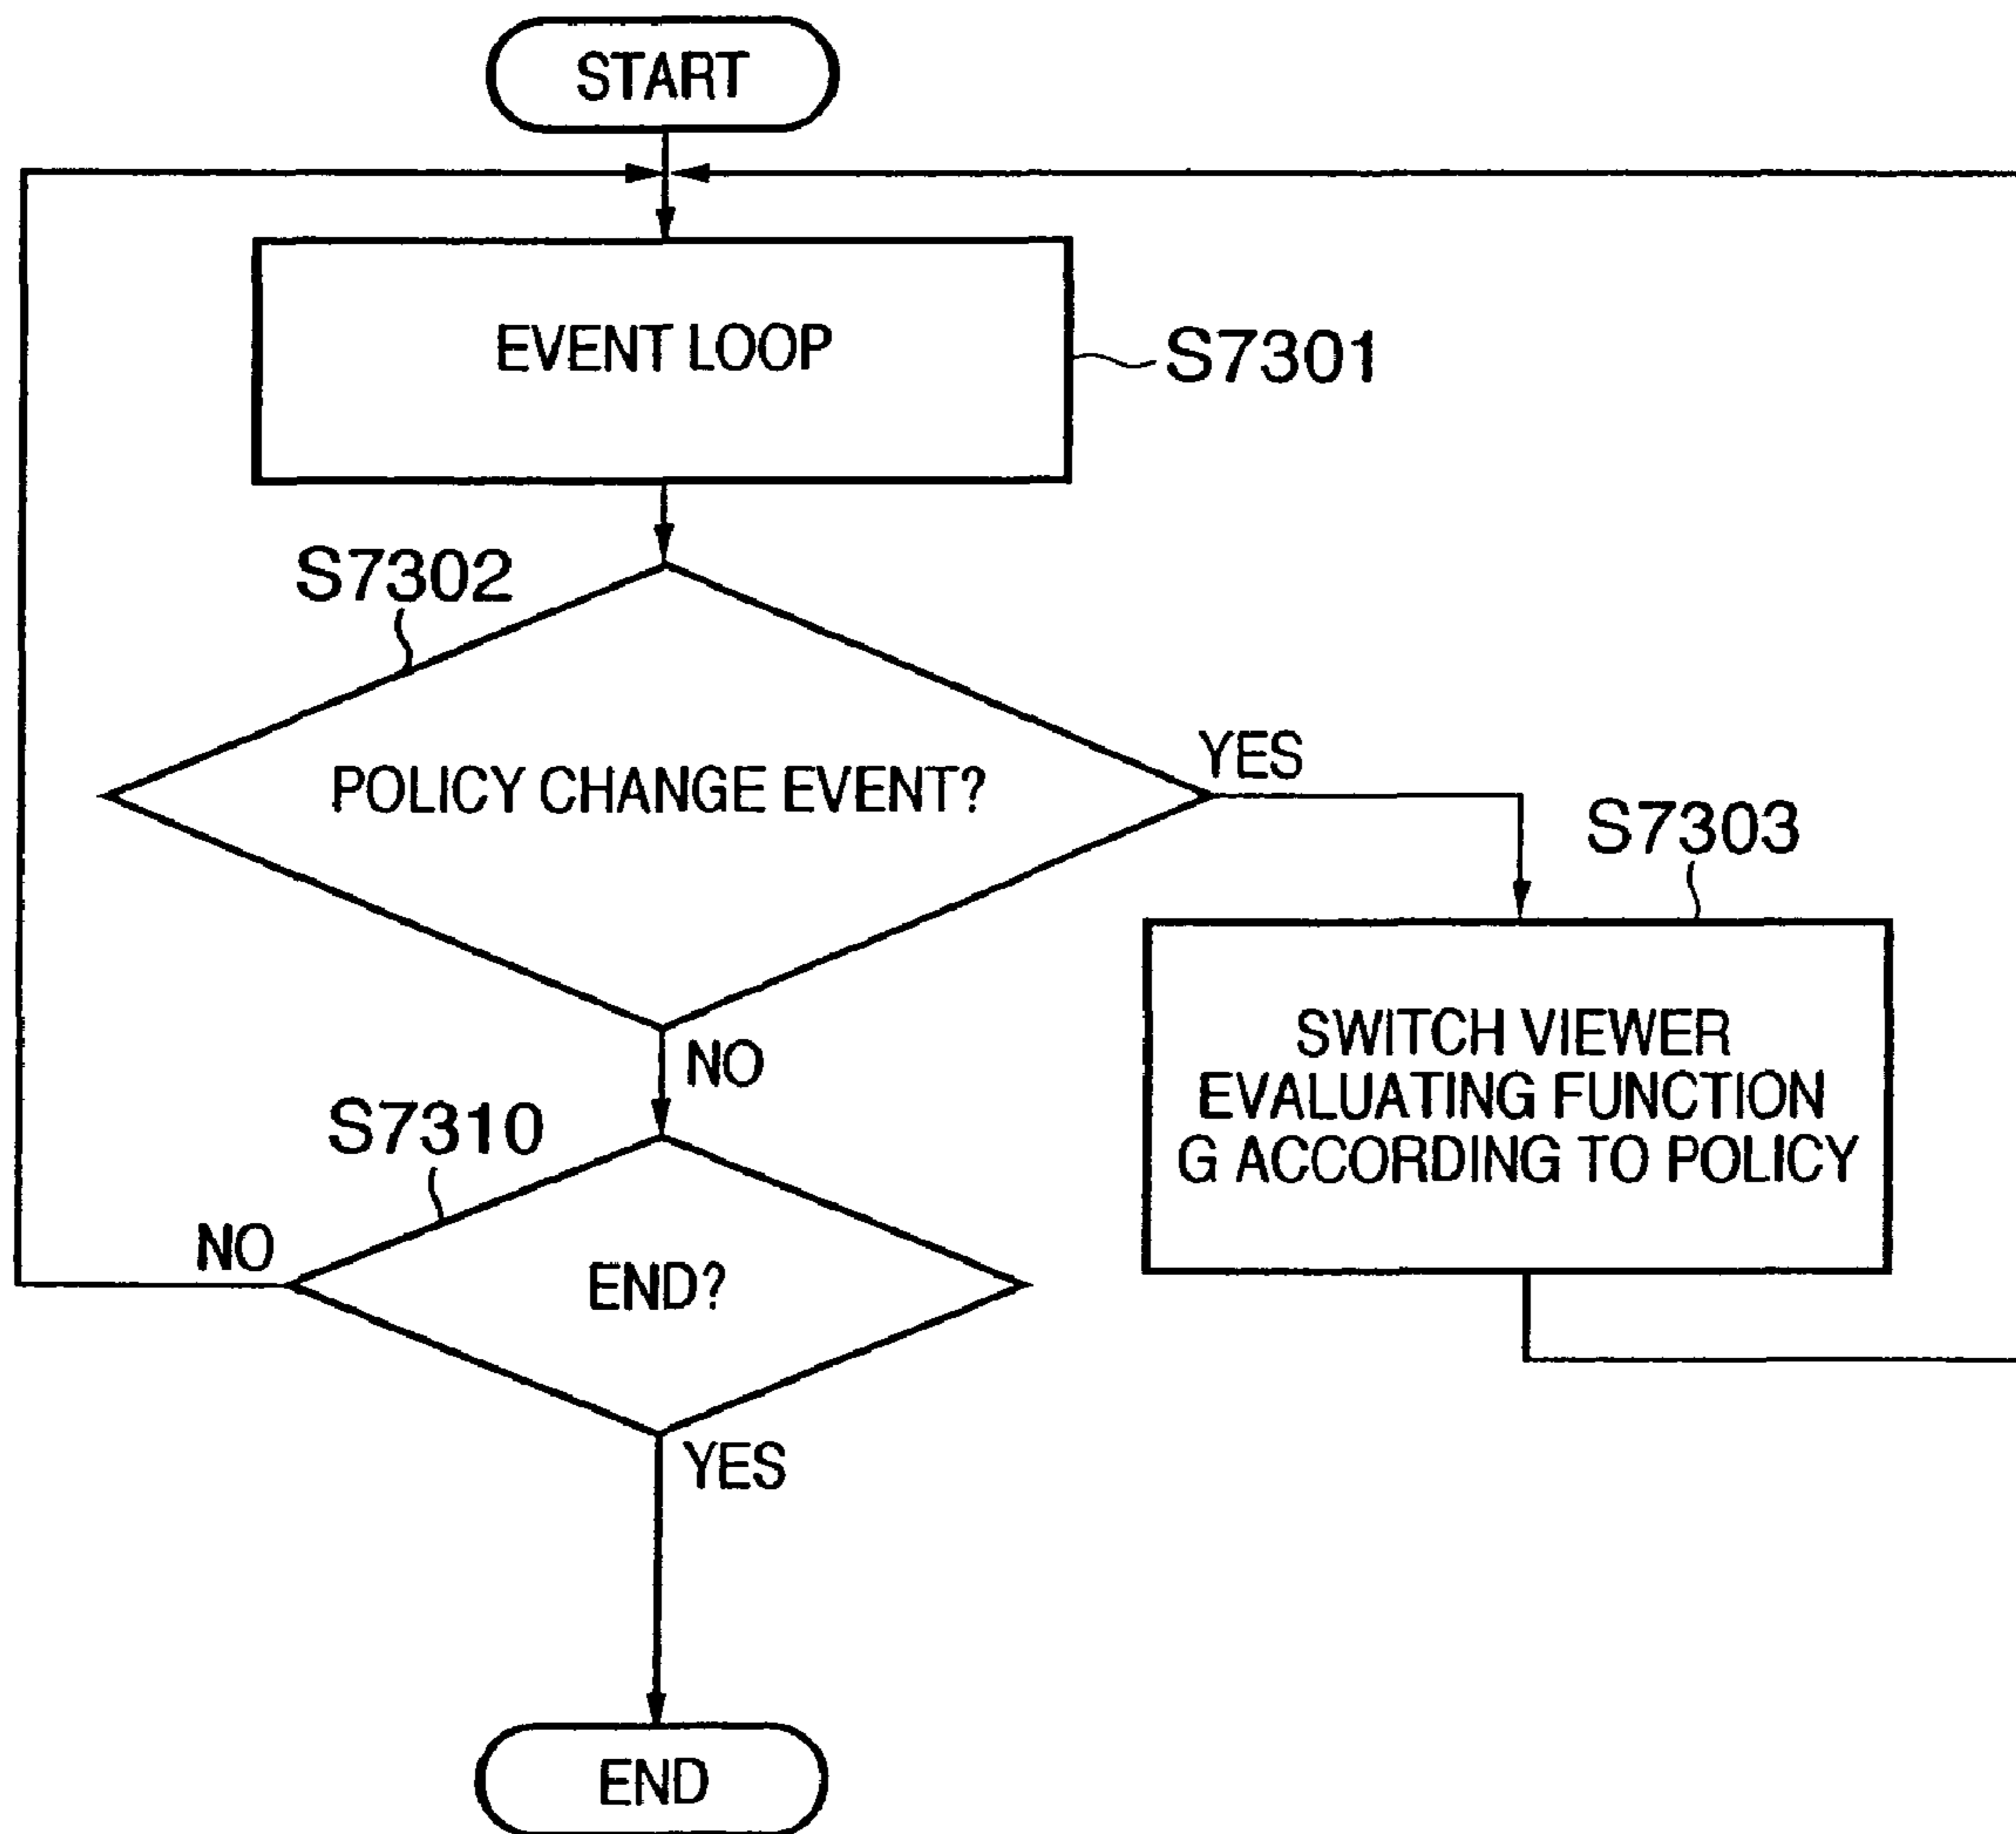 START
EVENT LOOP
S7301
S7302
POLICY CHANGE EVENT?
YES
S7303
SWITCH VIEWER
EVALUATING FUNCTION
G ACCORDING TO POLICY
NO
S7310
NO
END?
YES
END